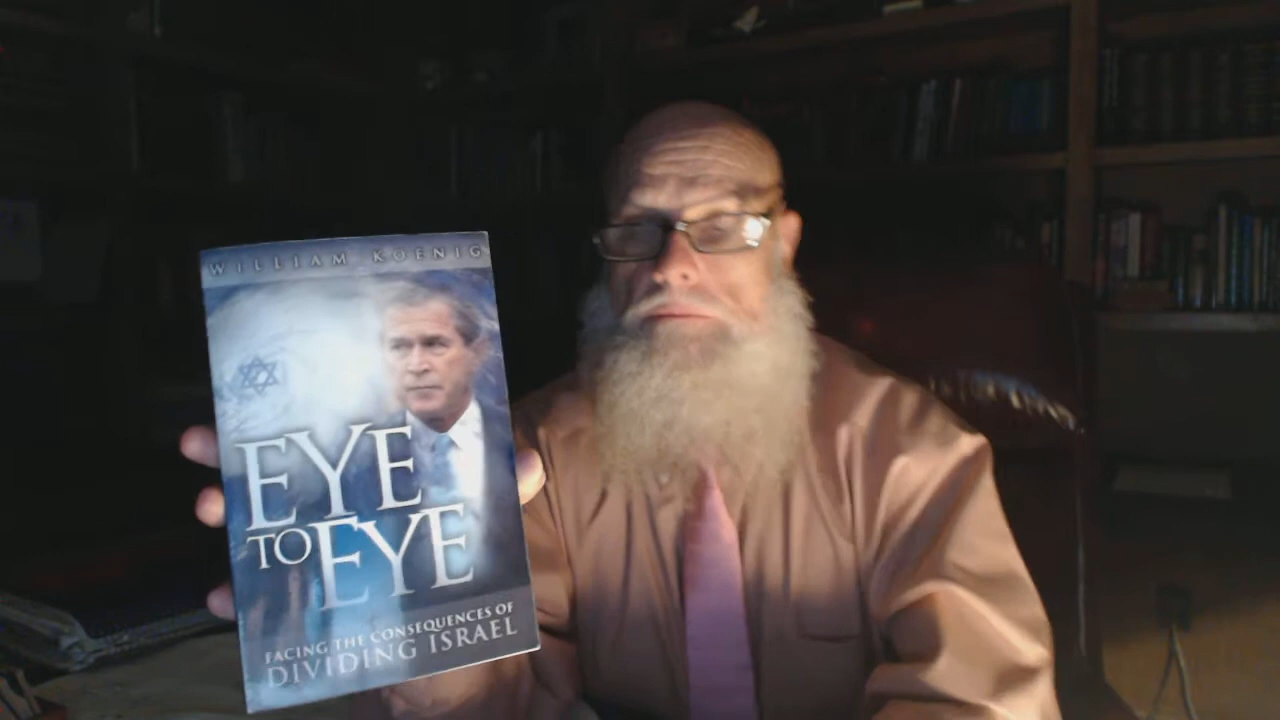 WILLIAM KOENIG
EYE
TO EYE
FACING THE CONSEQUENCES OF
DIVIDING ISRAEL